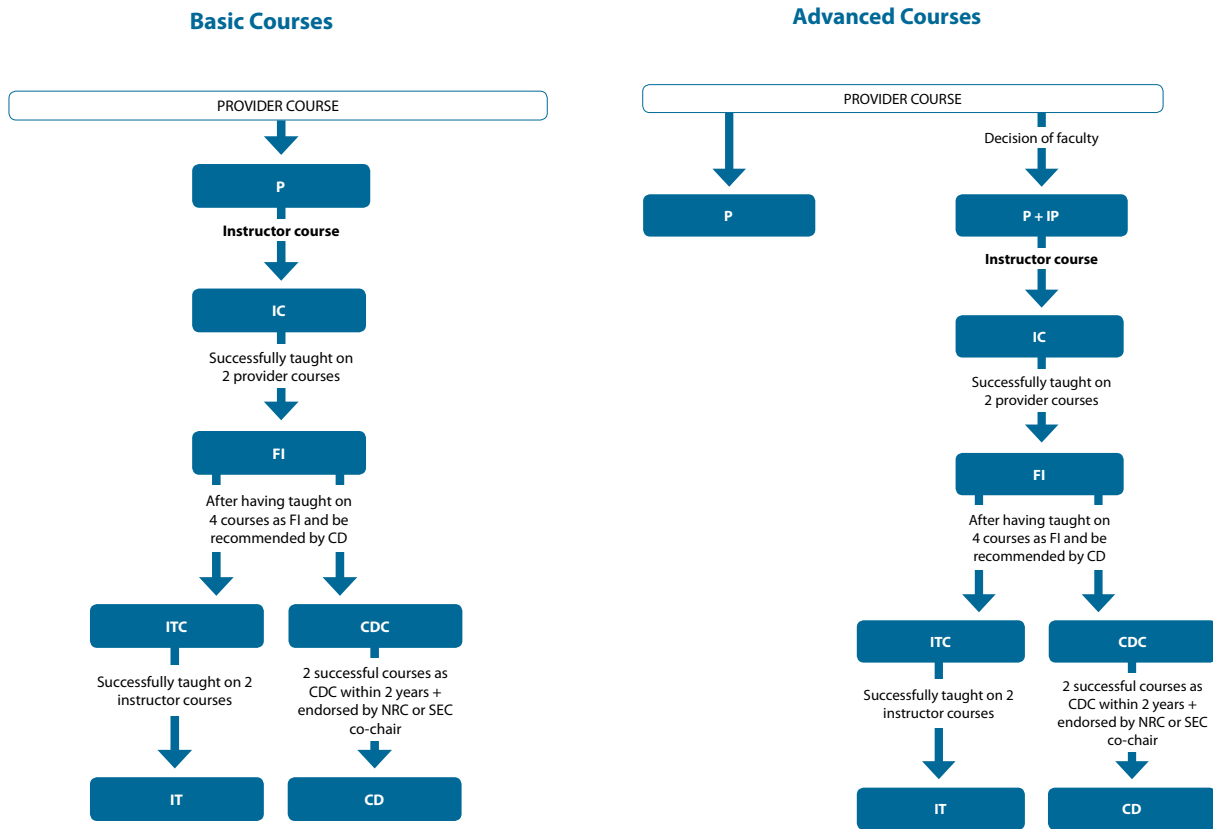 Basic Courses
PROVIDER COURSE
P
Instructor course
IC
Successfully taught on
2 provider courses
FI
After having taught on
4 courses as FI and be
recommended by CD
ITC
CDC
Successfully taught on 2
instructor courses
2 successful courses as
CDC within 2 years +
endorsed by NRC or SEC
co-chair
IT
CD
Advanced Courses
PROVIDER COURSE
Decision of faculty
P
P + IP
Instructor course
IC
Successfully taught on
2 provider courses
FI
After having taught on
4 courses as FI and be
recommended by CD
ITC
CDC
Successfully taught on 2
instructor courses
2 successful courses as
CDC within 2 years +
endorsed by NRC or SEC
co-chair
IT
CD